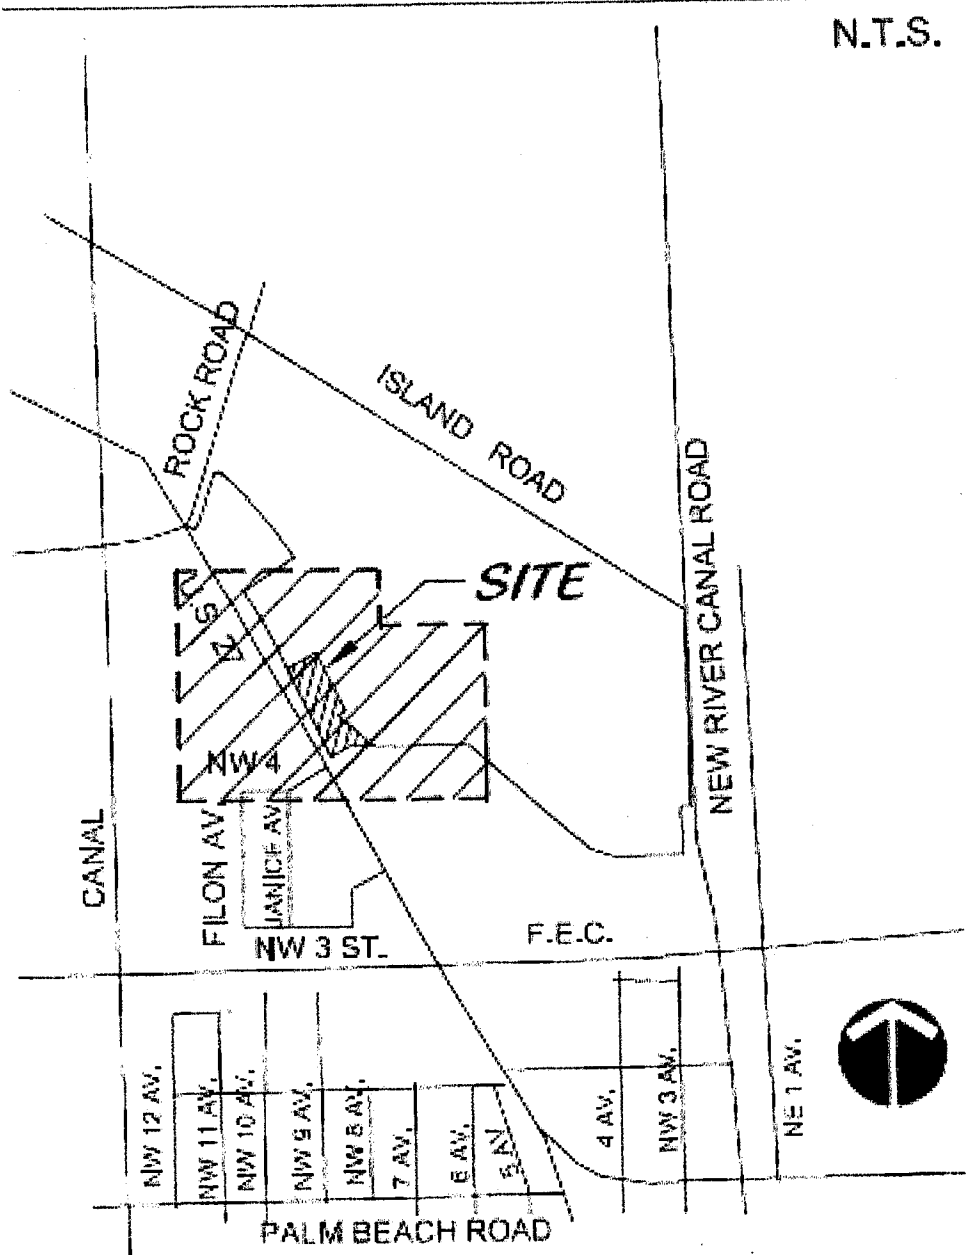 N.T.S.
ROCK ROAD
ISLAND ROAD
SITE
NEW RIVER CANAL ROAD
NW 4
CANAL
FILON AV
JANICE AV
NW 3 ST.
F.E.C.
NW 12 AV.
NW 11 AV.
NW 10 AV.
NW 9 AV.
NW 8 AV.
7 AV.
6 AV.
5 AV
4 AV.
NW 3 AV.
NE 1 AV.
PALM BEACH ROAD